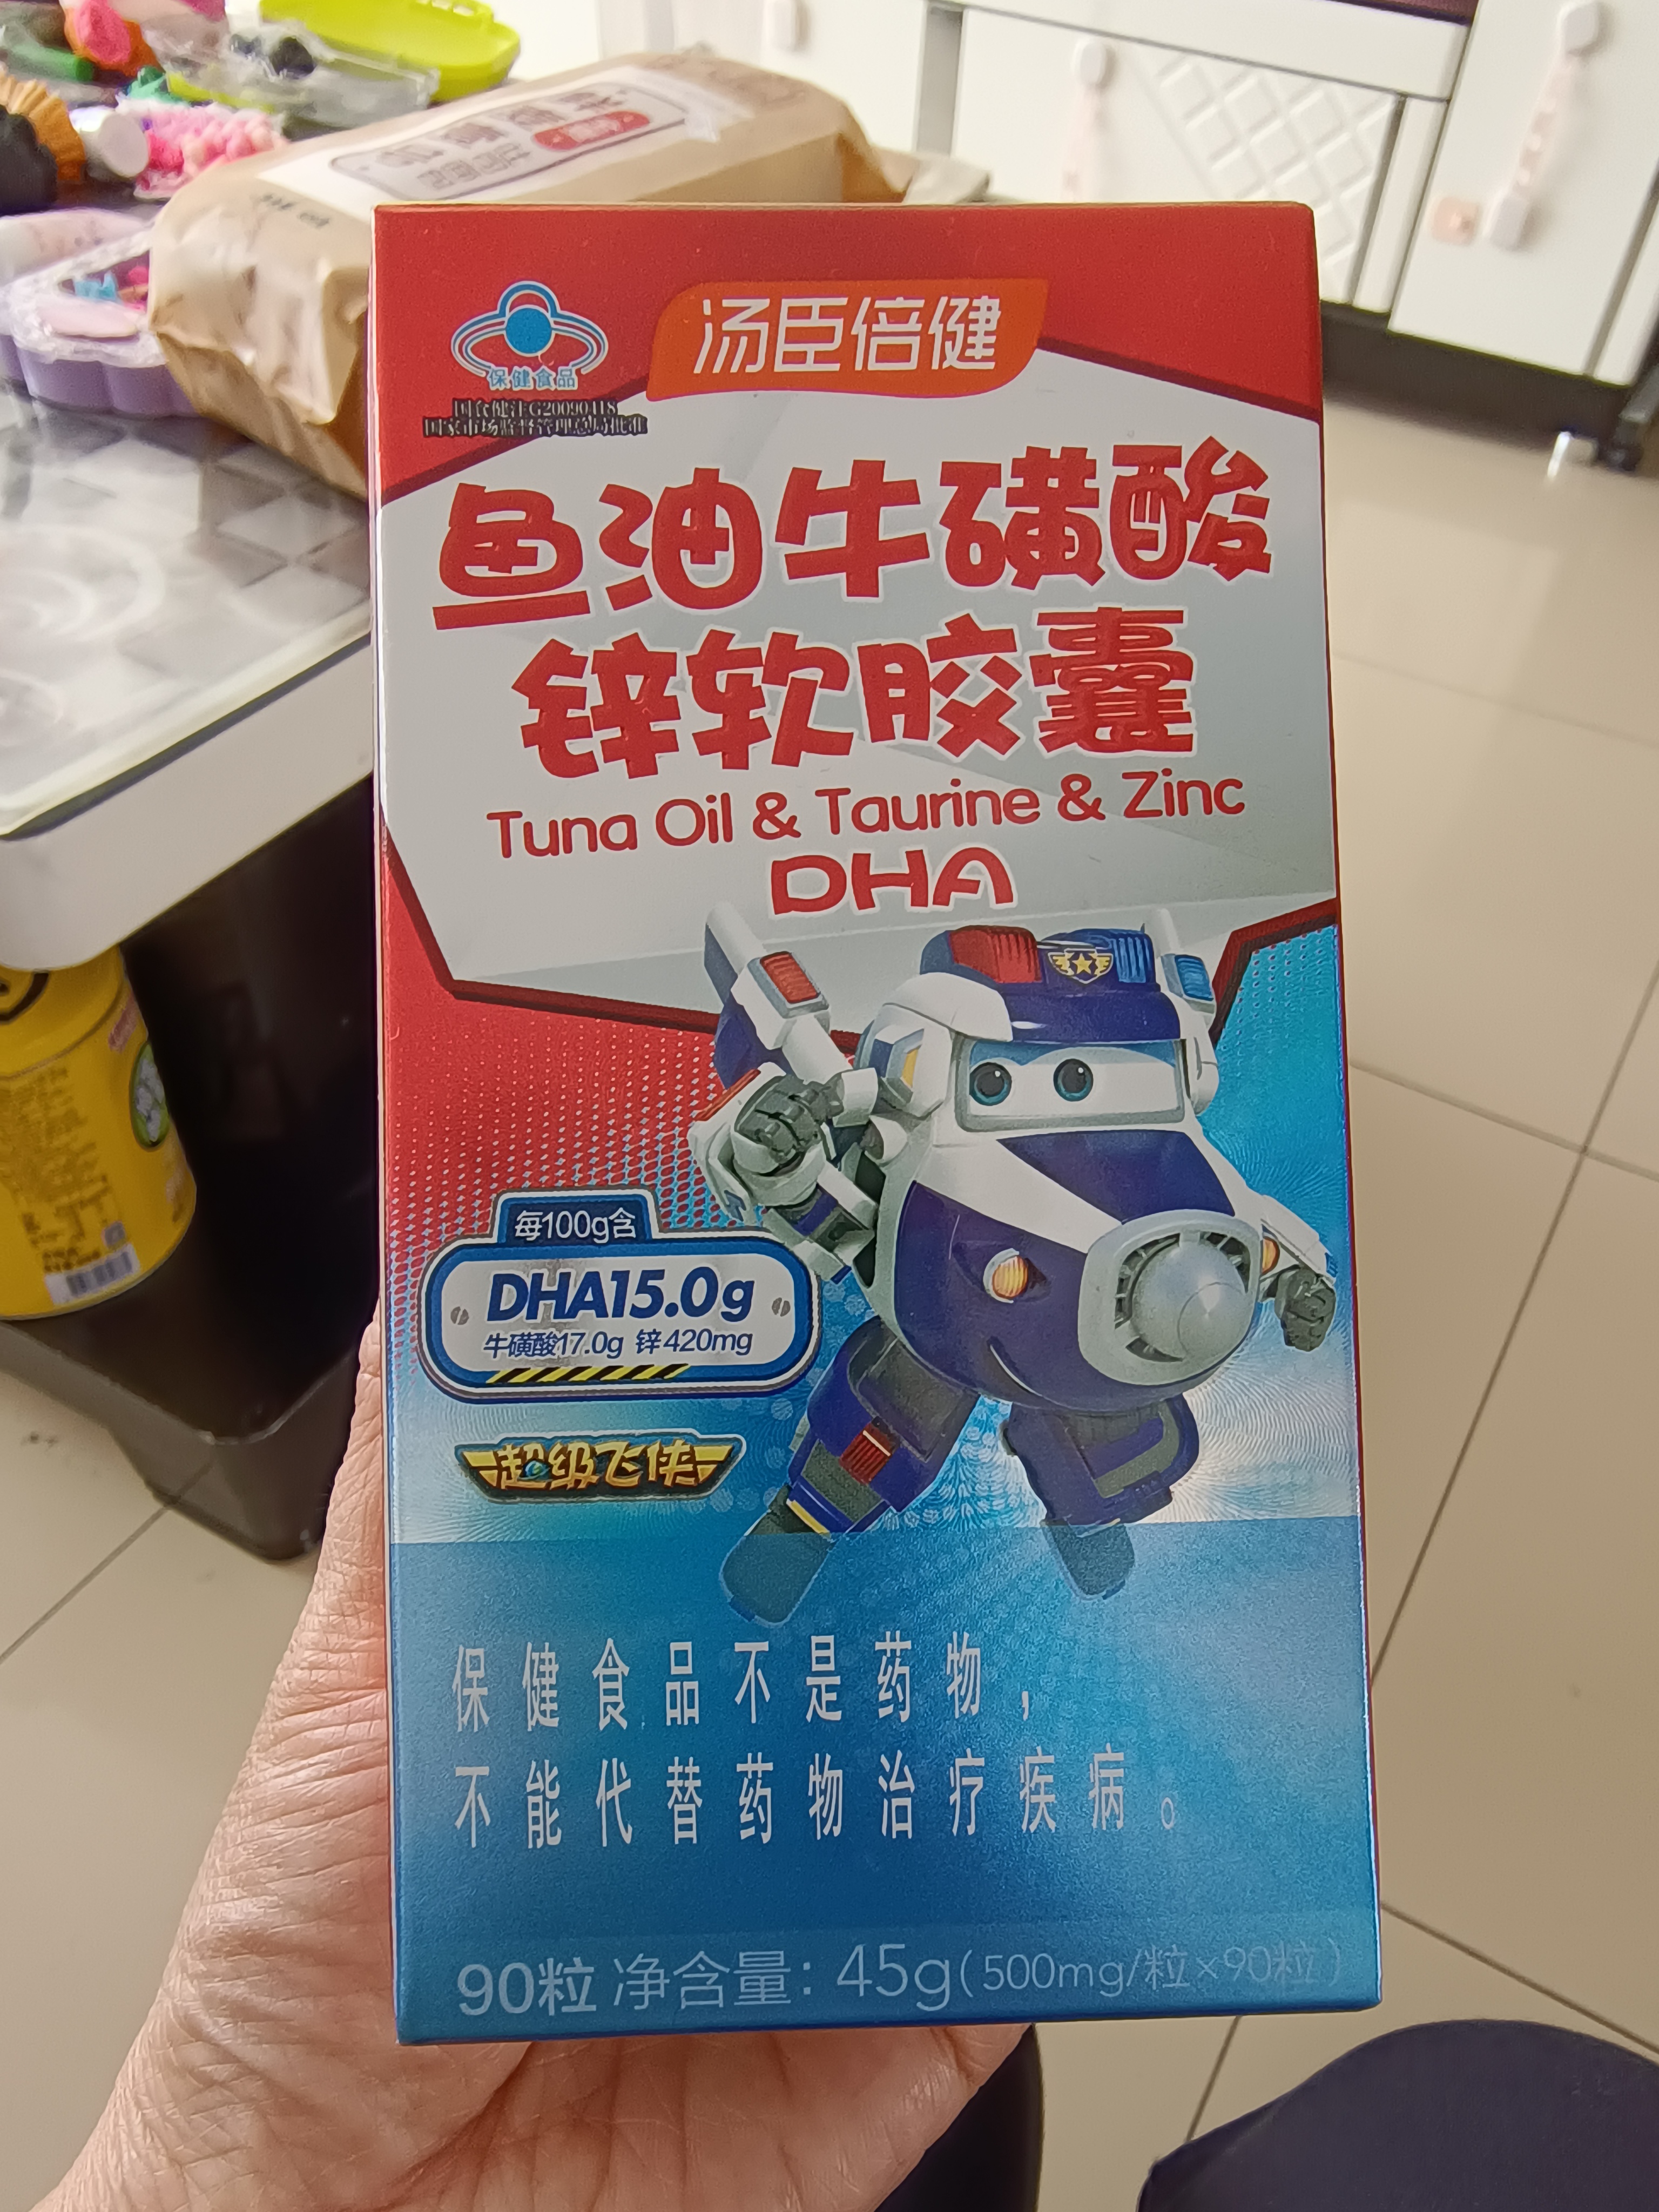 汤臣倍健
保健食品
国食健注G20090418
国家市场监督管理总局批准
鱼油牛磺酸
锌软胶囊
Tuna Oil & Taurine & Zinc
DHA
每100g含
DHA15.0g
牛磺酸17.0g 锌420mg
超级飞侠
保健食品不是药物，
不能代替药物治疗疾病。
90粒 净含量：45g(500mg/粒×90粒)